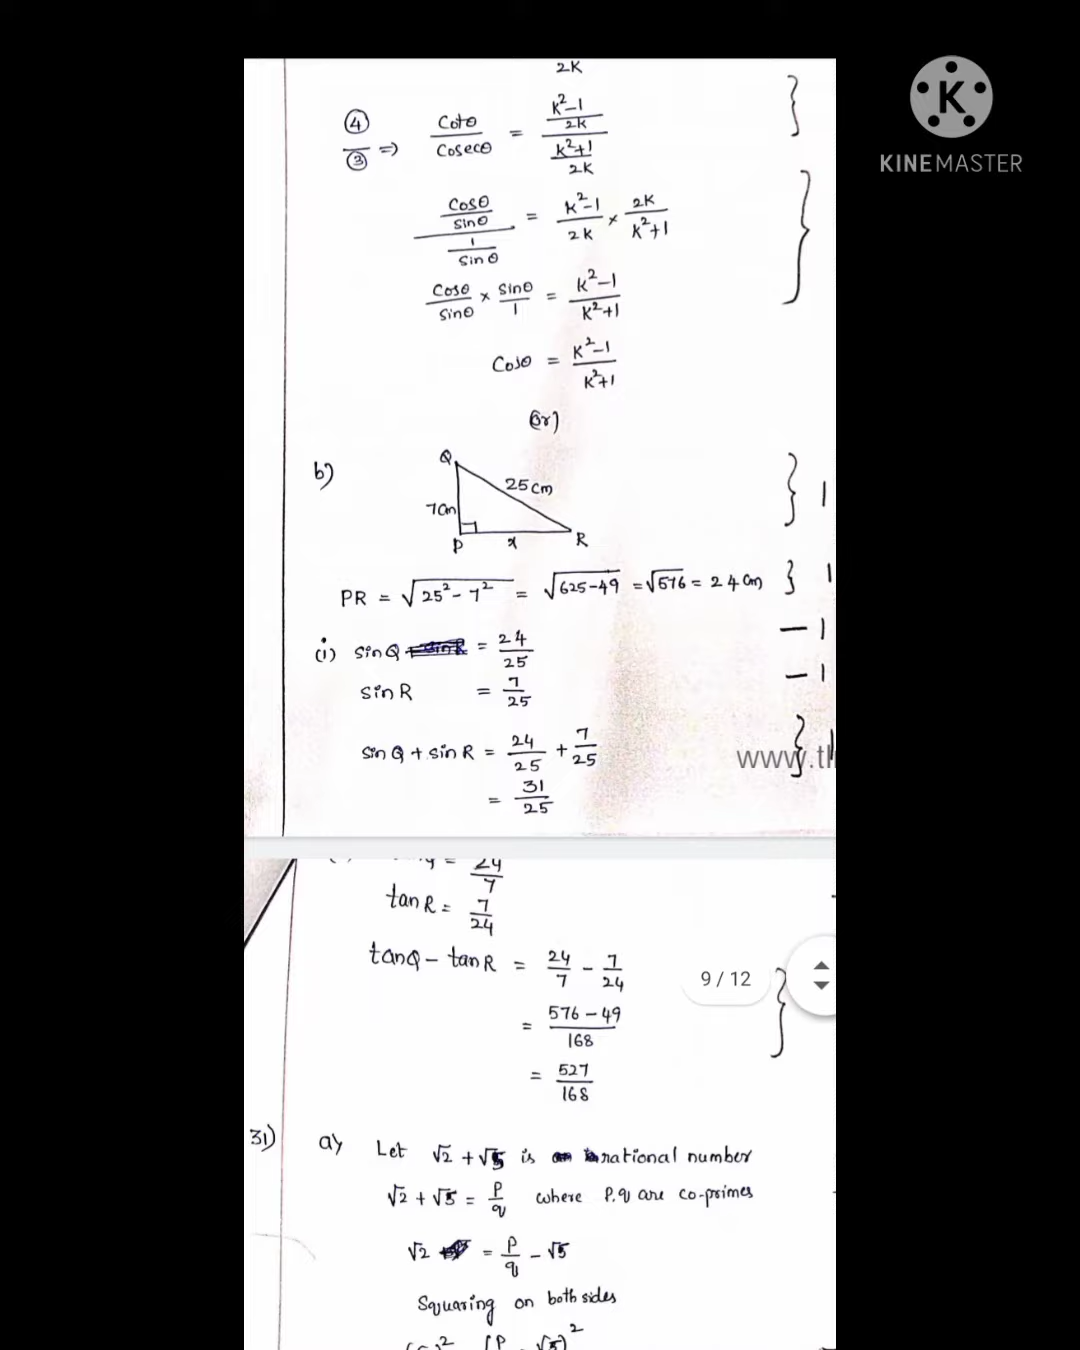 2K
④/③ ⇒ Cotθ/Cosecθ = ((K²-1)/2K)/((K²+1)/2K)
(Cosθ/Sinθ)/(1/Sinθ) = (K²-1)/2K × 2K/(K²+1)
Cosθ/Sinθ × Sinθ/1 = (K²-1)/(K²+1)
Cosθ = (K²-1)/(K²+1)
(or)
b) Q
25 cm
7cm
P x R
PR = √(25² - 7²) = √(625-49) = √576 = 24 cm } 1
- 1
(i) sin Q = 24/25
- 1
sin R = 7/25
sin Q + sin R = 24/25 + 7/25
= 31/25
24/7
tan R = 7/24
tanQ - tan R = 24/7 - 7/24
= (576 - 49)/168
= 527/168
31) a) Let √2 + √5 is rational number
√2 + √5 = P/q where P,q are co-primes
√2 = P/q - √5
Squaring on both sides
K
KINEMASTER
www.t
9 / 12